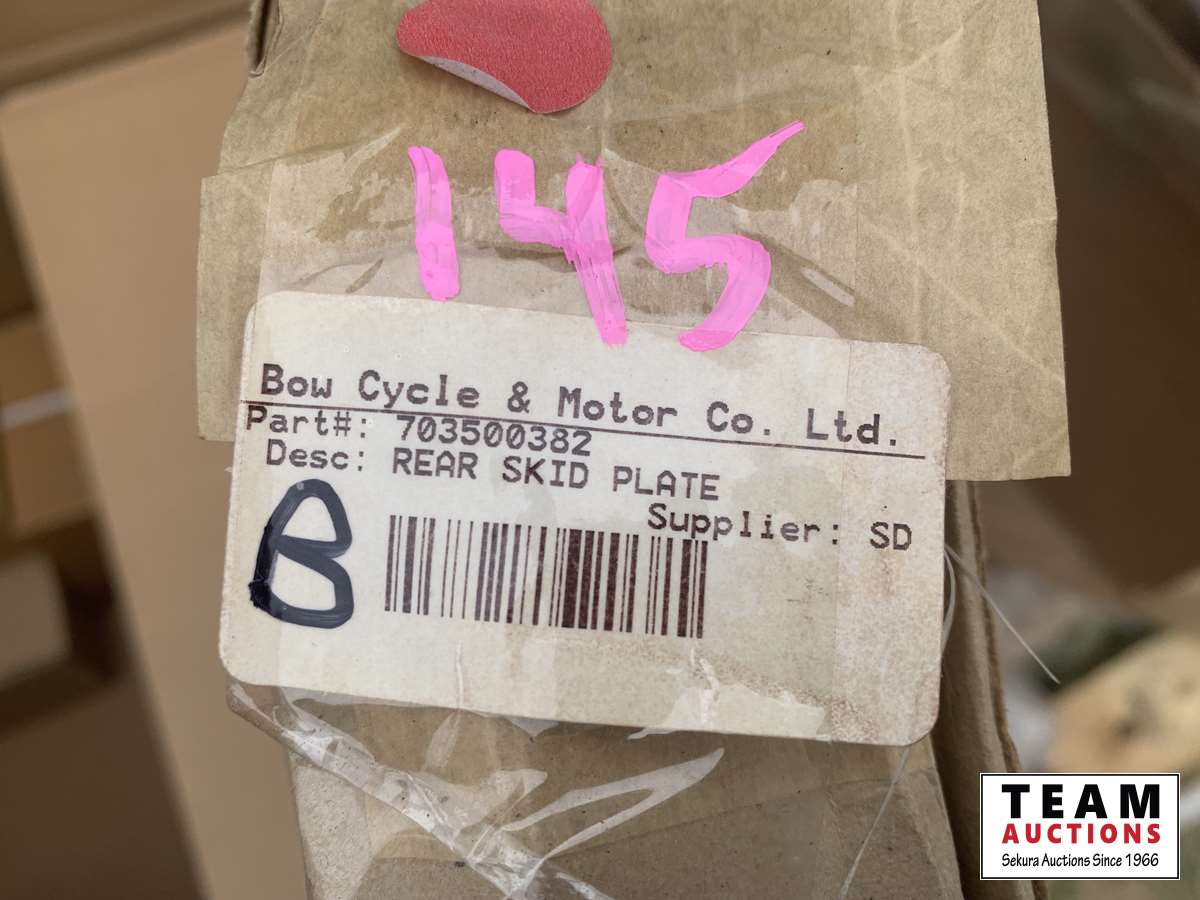 145
Bow Cycle & Motor Co. Ltd.
Part#: 703500382
Desc: REAR SKID PLATE
Supplier: SD
B
TEAM
AUCTIONS
Sekura Auctions Since 1966